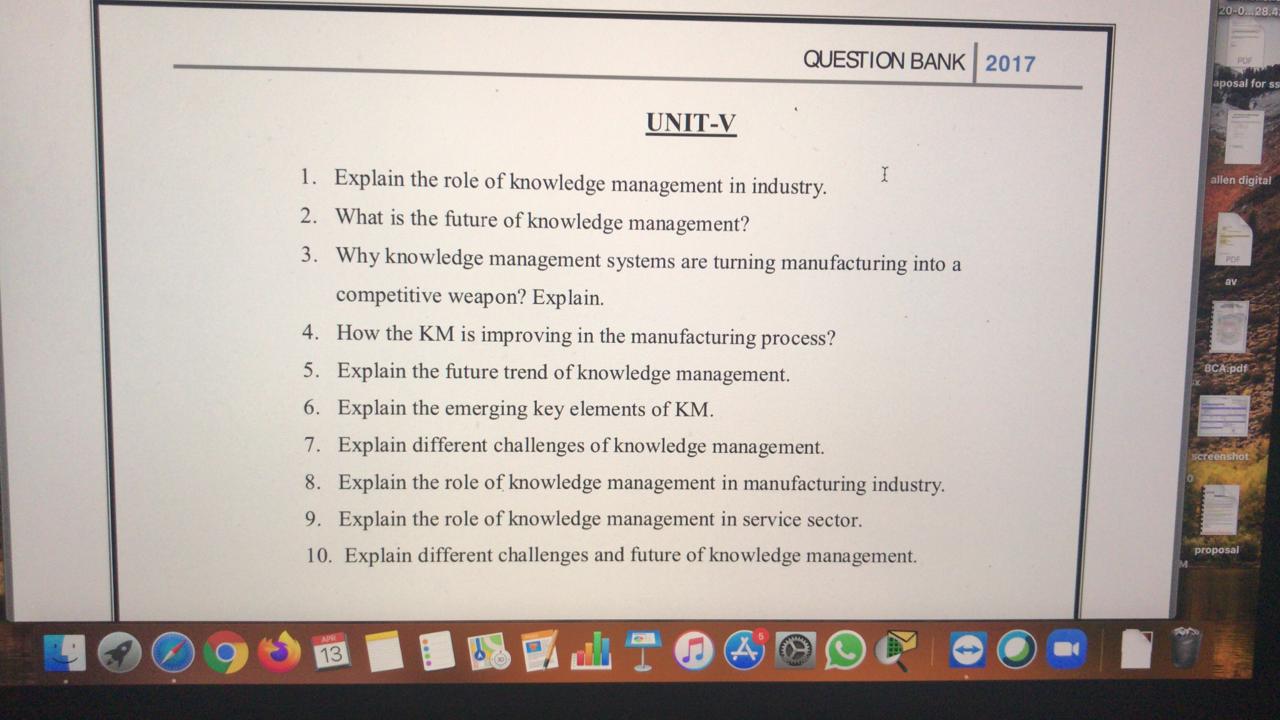 20-0...28.4
QUESTION BANK 2017
PDF
aposal for ss
UNIT-V
1. Explain the role of knowledge management in industry.
allen digital
2. What is the future of knowledge management?
3. Why knowledge management systems are turning manufacturing into a
competitive weapon? Explain.
PDF
av
4. How the KM is improving in the manufacturing process?
5. Explain the future trend of knowledge management.
BCA.pdf
6. Explain the emerging key elements of KM.
7. Explain different challenges of knowledge management.
screenshot
8. Explain the role of knowledge management in manufacturing industry.
9. Explain the role of knowledge management in service sector.
10. Explain different challenges and future of knowledge management.
proposal
APR
13
5